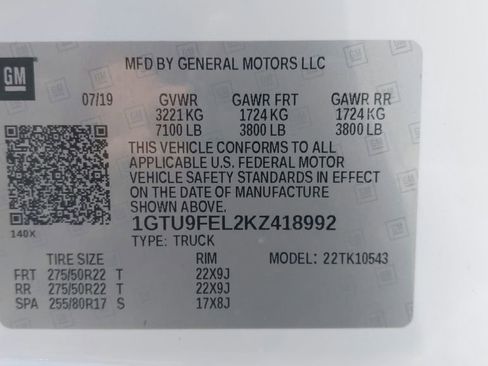 GM
MFD BY GENERAL MOTORS LLC
07/19 GVWR GAWR FRT GAWR RR
3221 KG 1724 KG 1724 KG
7100 LB 3800 LB 3800 LB
THIS VEHICLE CONFORMS TO ALL
APPLICABLE U.S. FEDERAL MOTOR
VEHICLE SAFETY STANDARDS IN EFFECT
ON THE DATE OF MANUFACTURE
SHOWN ABOVE.
140X
1GTU9FEL2KZ418992
TYPE: TRUCK
TIRE SIZE RIM MODEL: 22TK10543
FRT 275/50R22 T 22X9J
RR 275/50R22 T 22X9J
SPA 255/80R17 S 17X8J